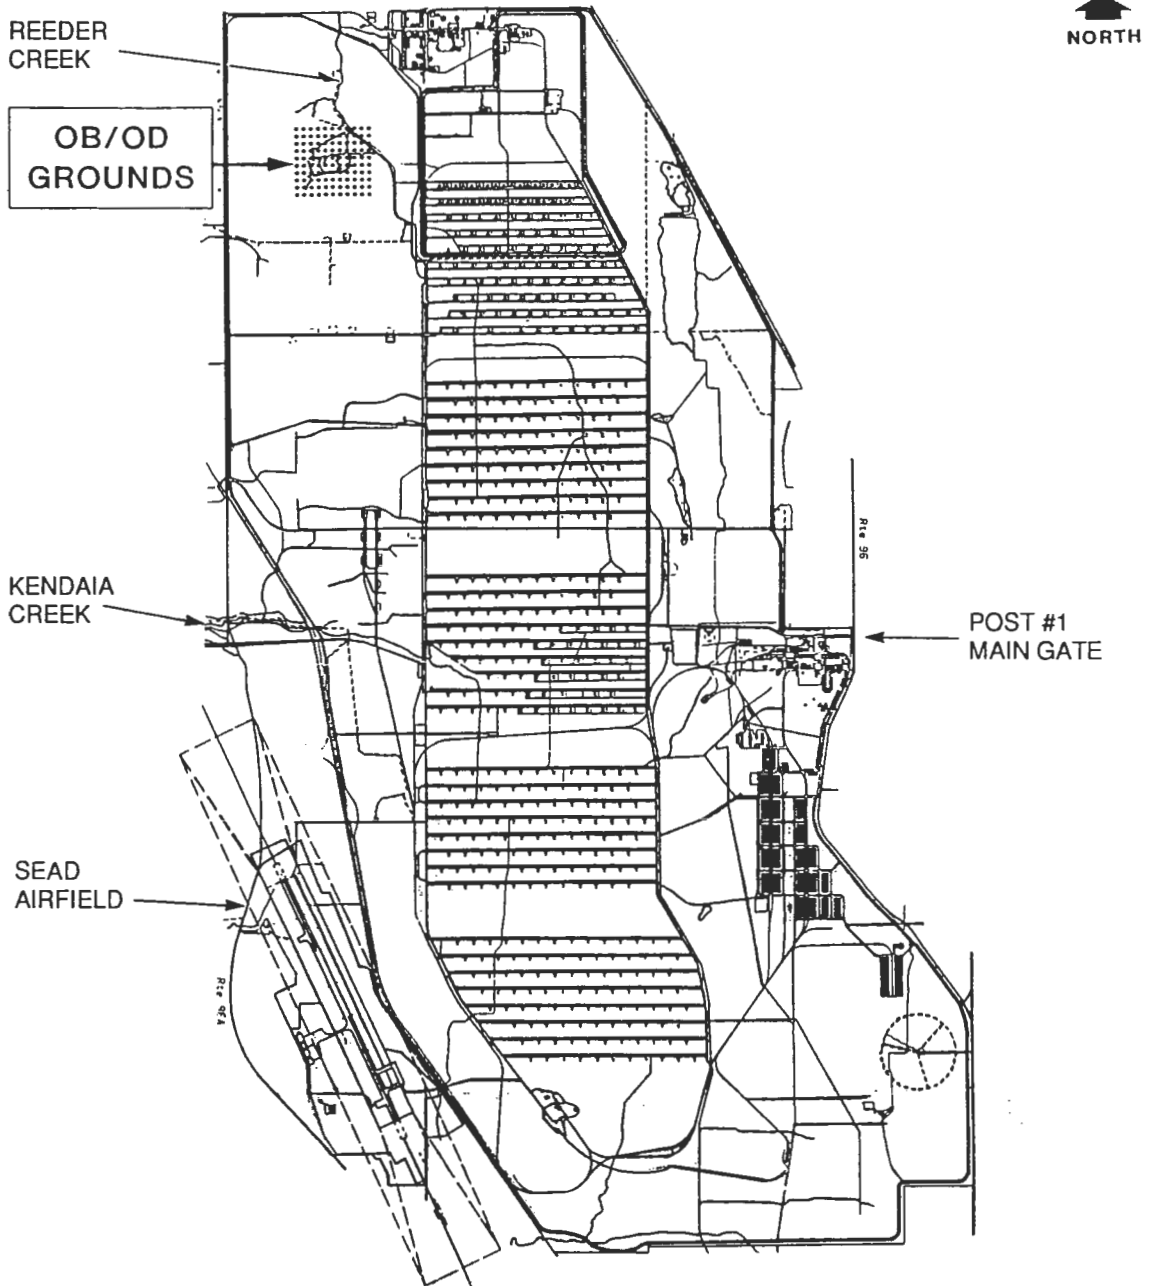 NORTH
REEDER
CREEK
OB/OD
GROUNDS
Rte 96
KENDAIA
CREEK
POST #1
MAIN GATE
SEAD
AIRFIELD
Rte 96A